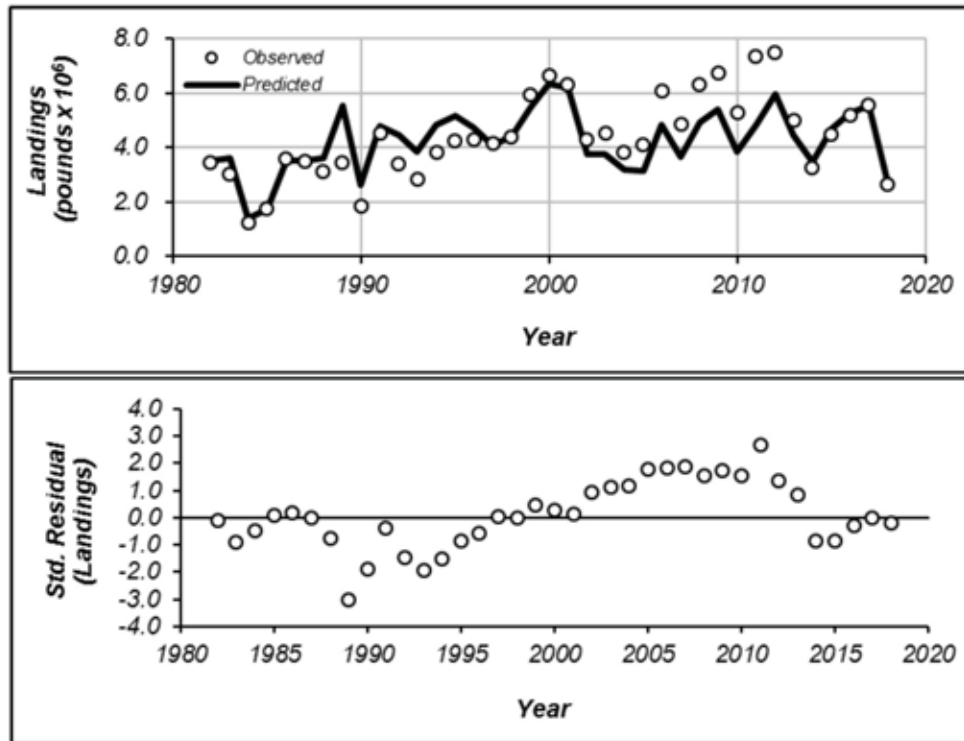 8.0
6.0
4.0
2.0
0.0
Landings
(pounds x 10⁶)
Observed
Predicted
1980 1990 2000 2010 2020
Year
4.0
3.0
2.0
1.0
0.0
-1.0
-2.0
-3.0
-4.0
Std. Residual
(Landings)
1980 1985 1990 1995 2000 2005 2010 2015 2020
Year